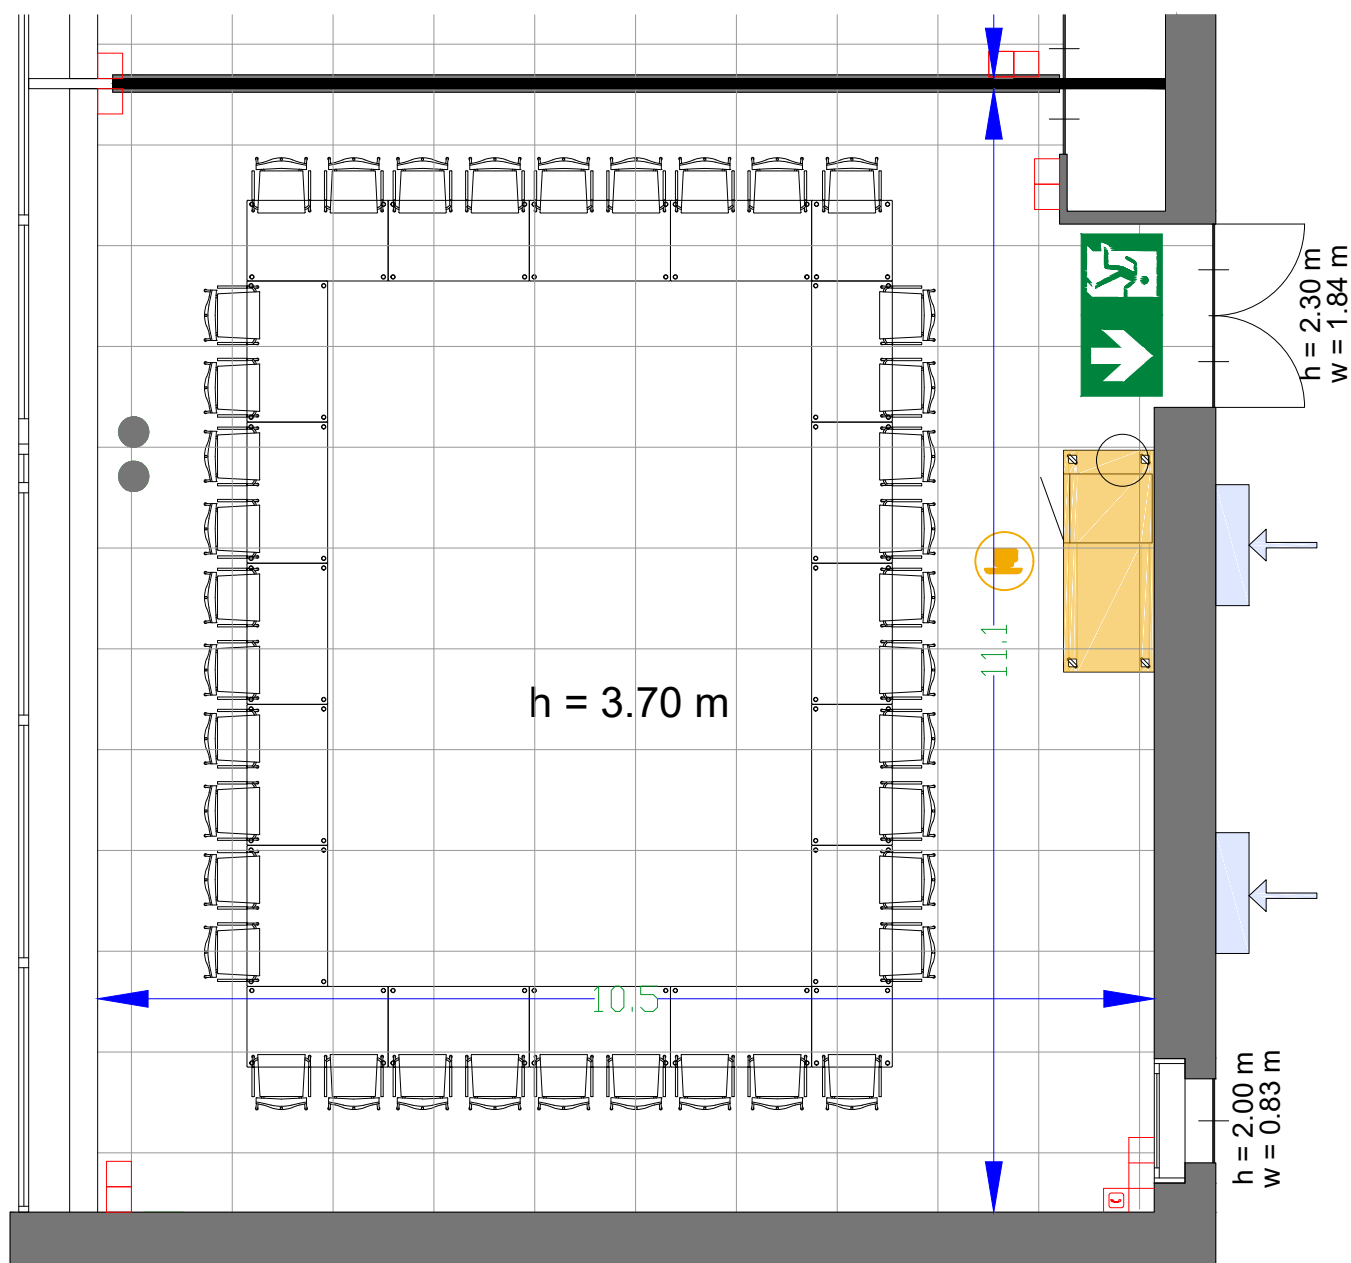 h = 2.30 m
w = 1.84 m
11.1
h = 3.70 m
10.5
h = 2.00 m
w = 0.83 m